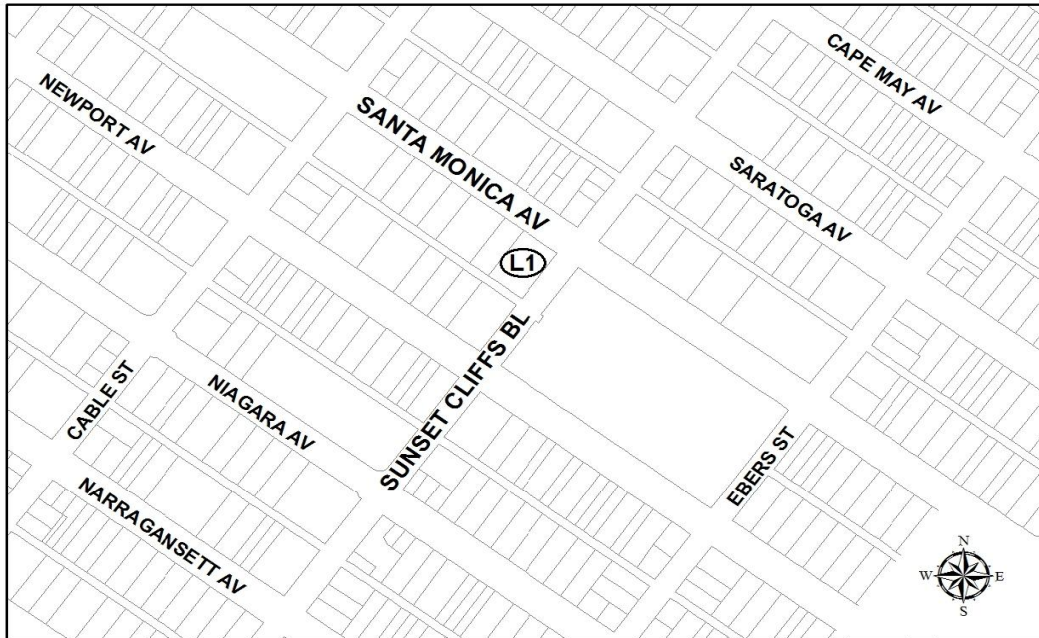 CAPE MAY AV
NEWPORT AV
SANTA MONICA AV
SARATOGA AV
L1
SUNSET CLIFFS BL
CABLE ST
NIAGARA AV
EBERS ST
NARRAGANSETT AV
N
W E
S